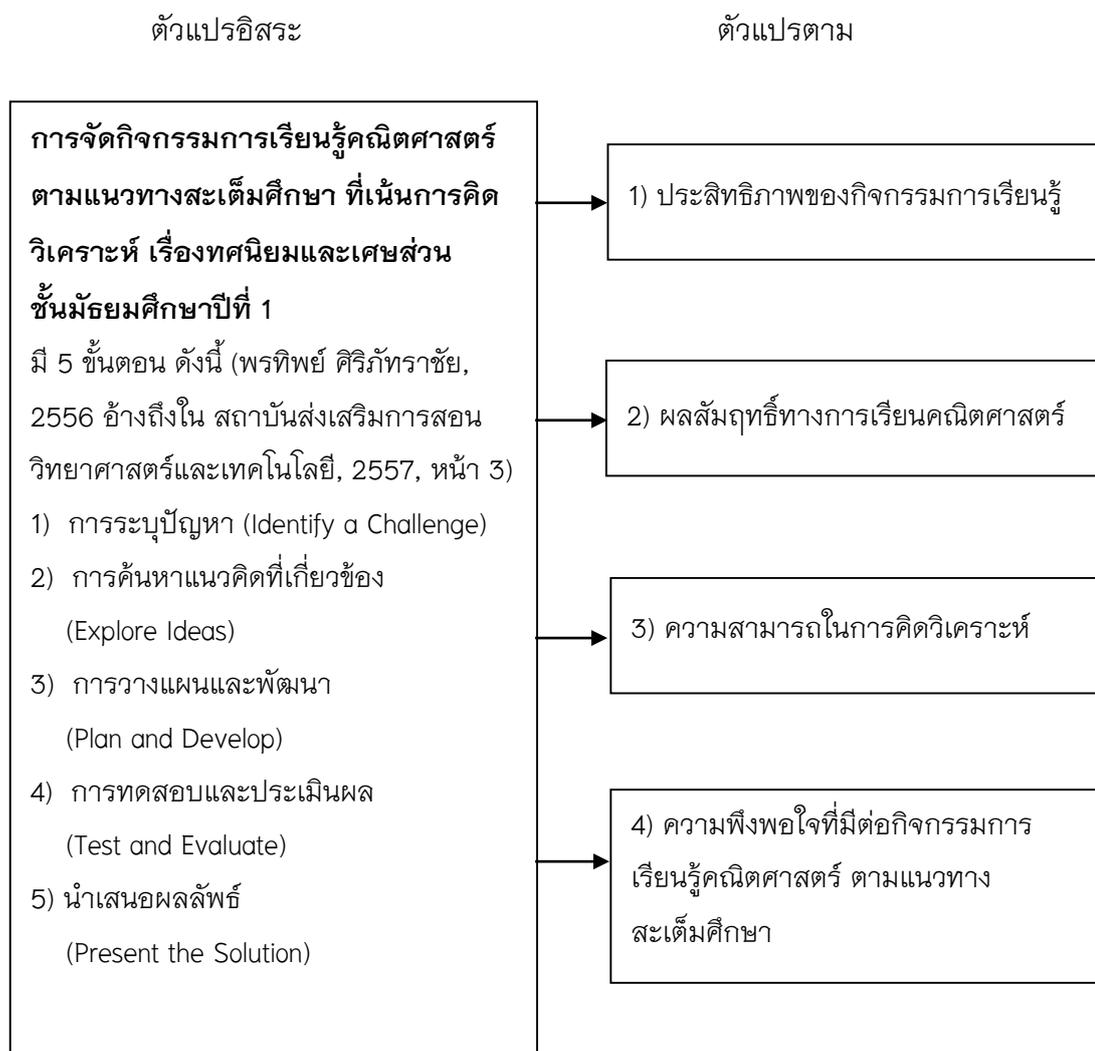 ตัวแปรอิสระ
ตัวแปรตาม
การจัดกิจกรรมการเรียนรู้คณิตศาสตร์
ตามแนวทางสะเต็มศึกษา ที่เน้นการคิด
วิเคราะห์ เรื่องทศนิยมและเศษส่วน
ชั้นมัธยมศึกษาปีที่ 1
มี 5 ขั้นตอน ดังนี้ (พรทิพย์ ศิริภัทราชัย,
2556 อ้างถึงใน สถาบันส่งเสริมการสอน
วิทยาศาสตร์และเทคโนโลยี, 2557, หน้า 3)
1) การระบุปัญหา (Identify a Challenge)
2) การค้นหาแนวคิดที่เกี่ยวข้อง
(Explore Ideas)
3) การวางแผนและพัฒนา
(Plan and Develop)
4) การทดสอบและประเมินผล
(Test and Evaluate)
5) นำเสนอผลลัพธ์
(Present the Solution)
1) ประสิทธิภาพของกิจกรรมการเรียนรู้
2) ผลสัมฤทธิ์ทางการเรียนคณิตศาสตร์
3) ความสามารถในการคิดวิเคราะห์
4) ความพึงพอใจที่มีต่อกิจกรรมการ
เรียนรู้คณิตศาสตร์ ตามแนวทาง
สะเต็มศึกษา